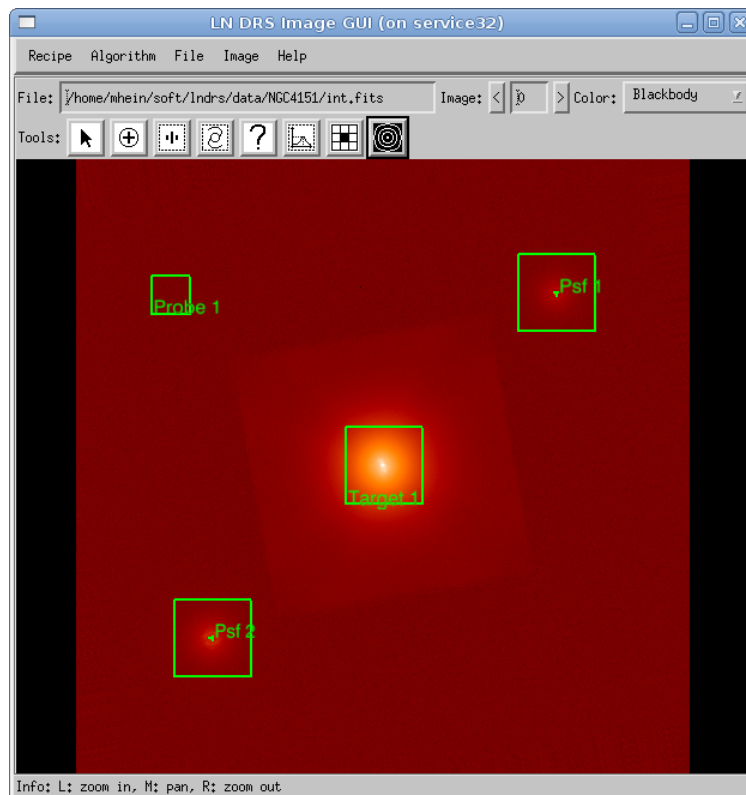 LN DRS Image GUI (on service32)
Recipe Algorithm File Image Help
File: /home/mhein/soft/lndrs/data/NGC4151/int.fits Image: < 0 > Color: Blackbody
Tools: ?
Psf 1
Probe 1
Target 1
Psf 2
Info: L: zoom in, M: pan, R: zoom out